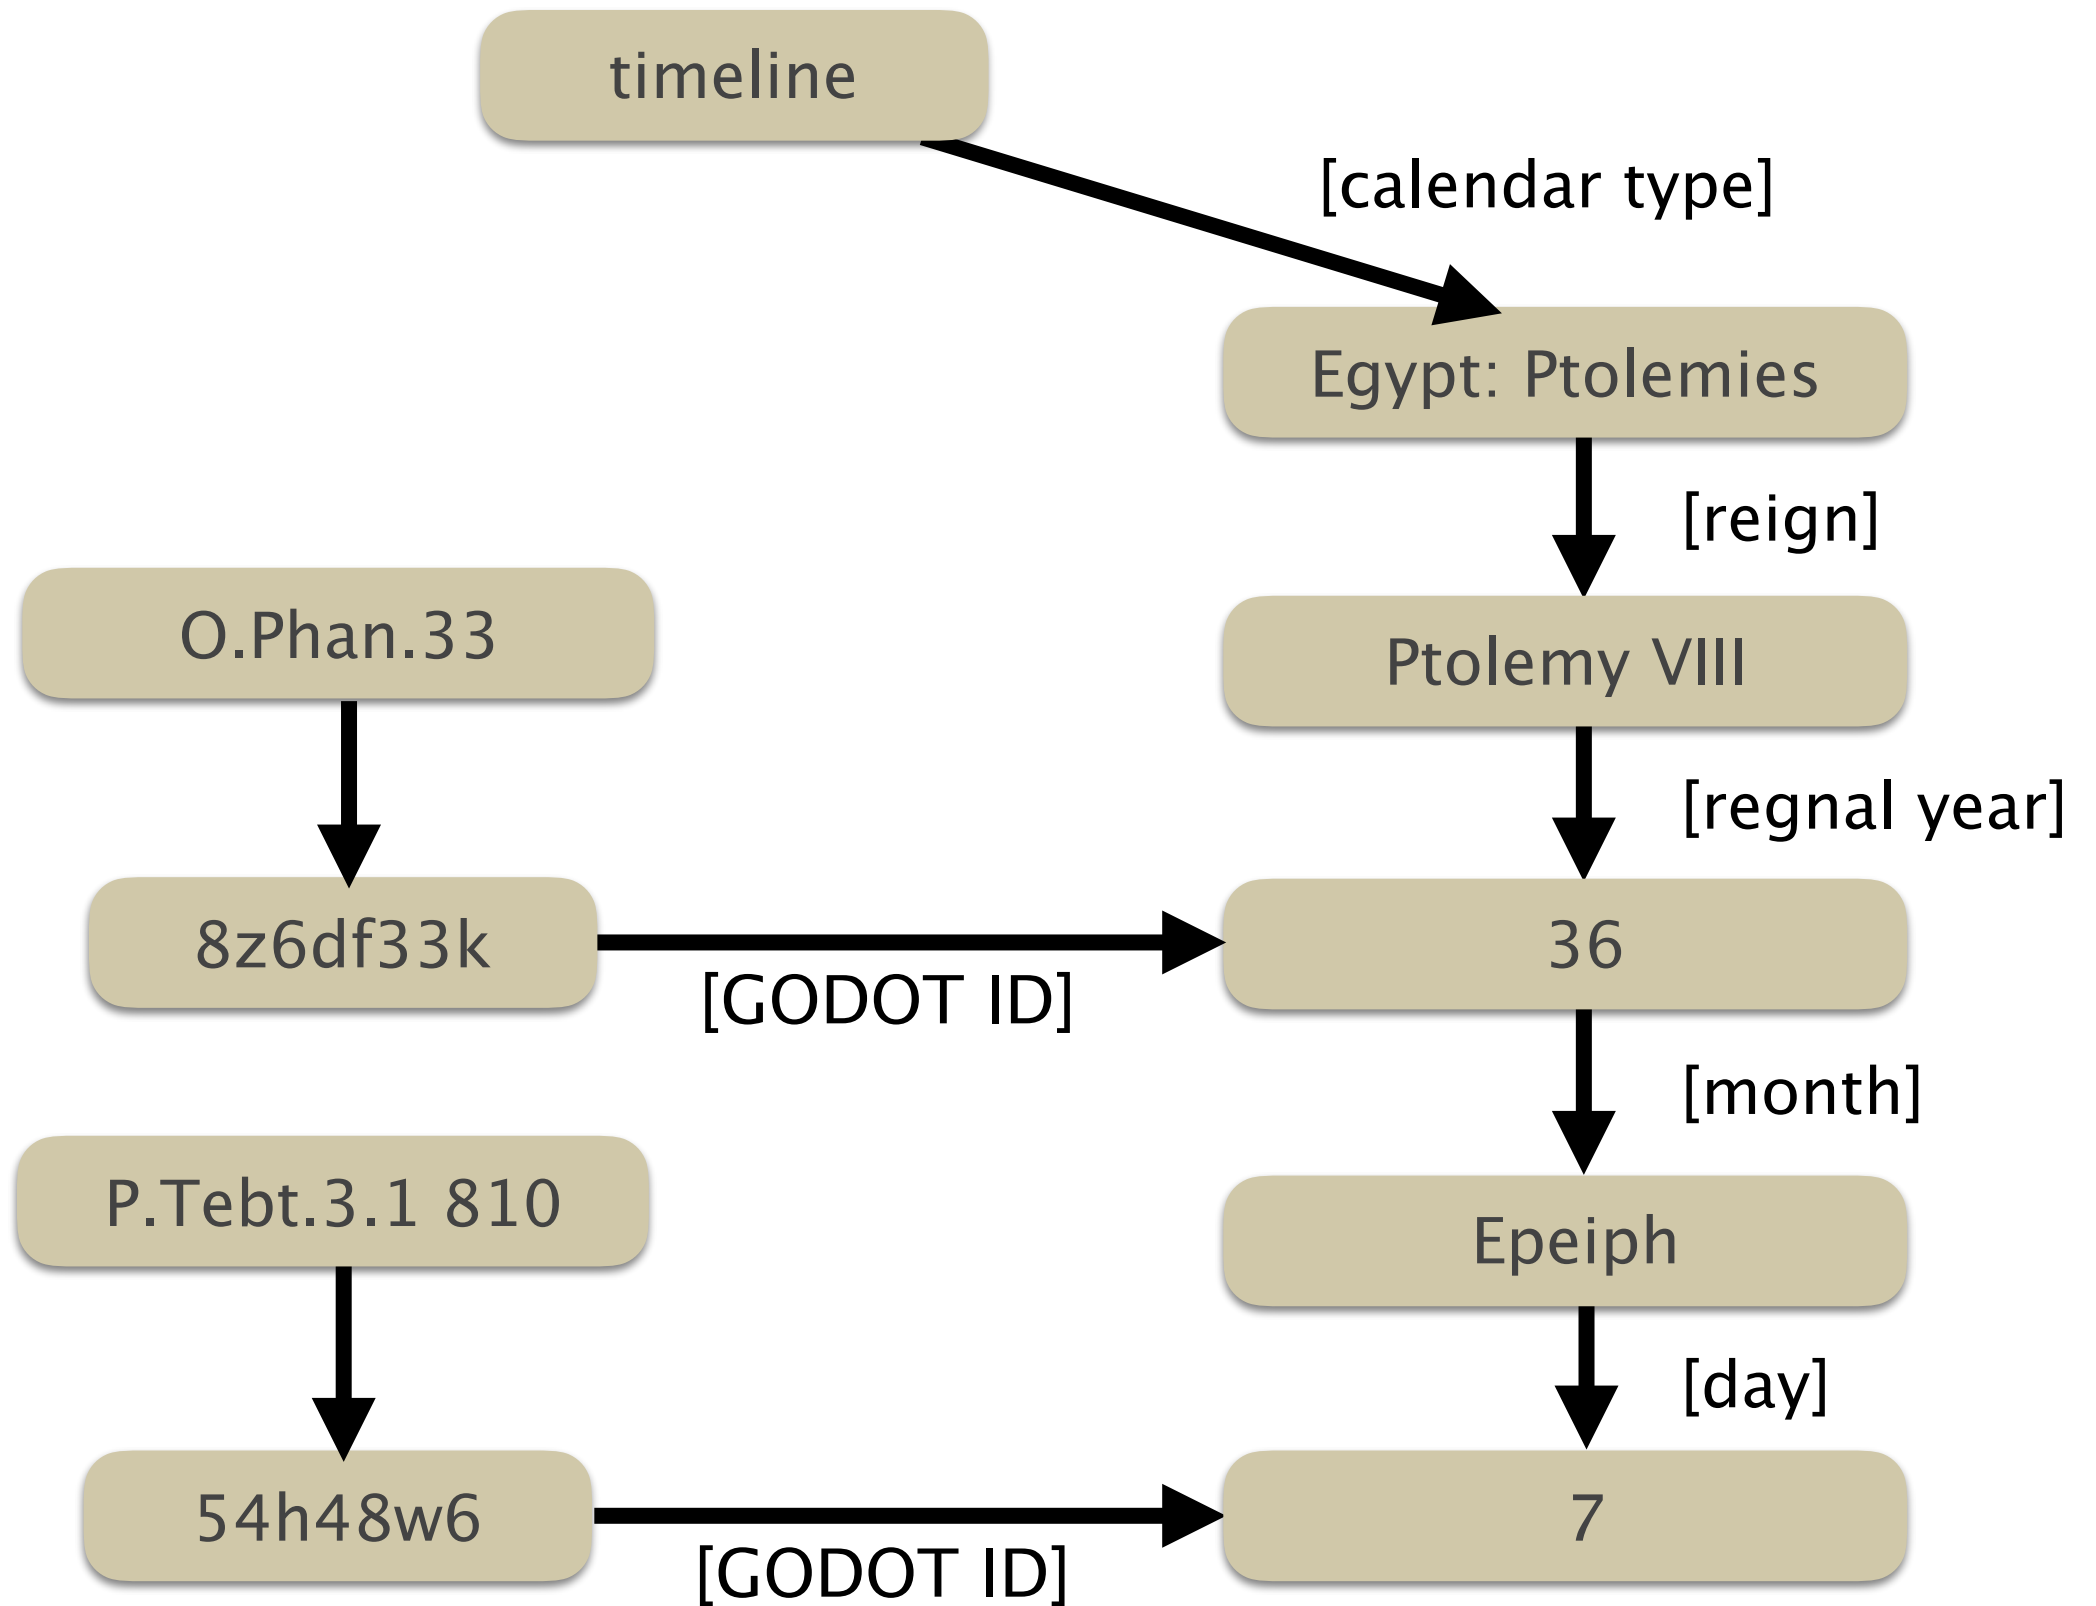 timeline
[calendar type]
Egypt: Ptolemies
[reign]
O.Phan.33
Ptolemy VIII
[regnal year]
8z6df33k
[GODOT ID]
36
[month]
P.Tebt.3.1 810
Epeiph
[day]
54h48w6
[GODOT ID]
7